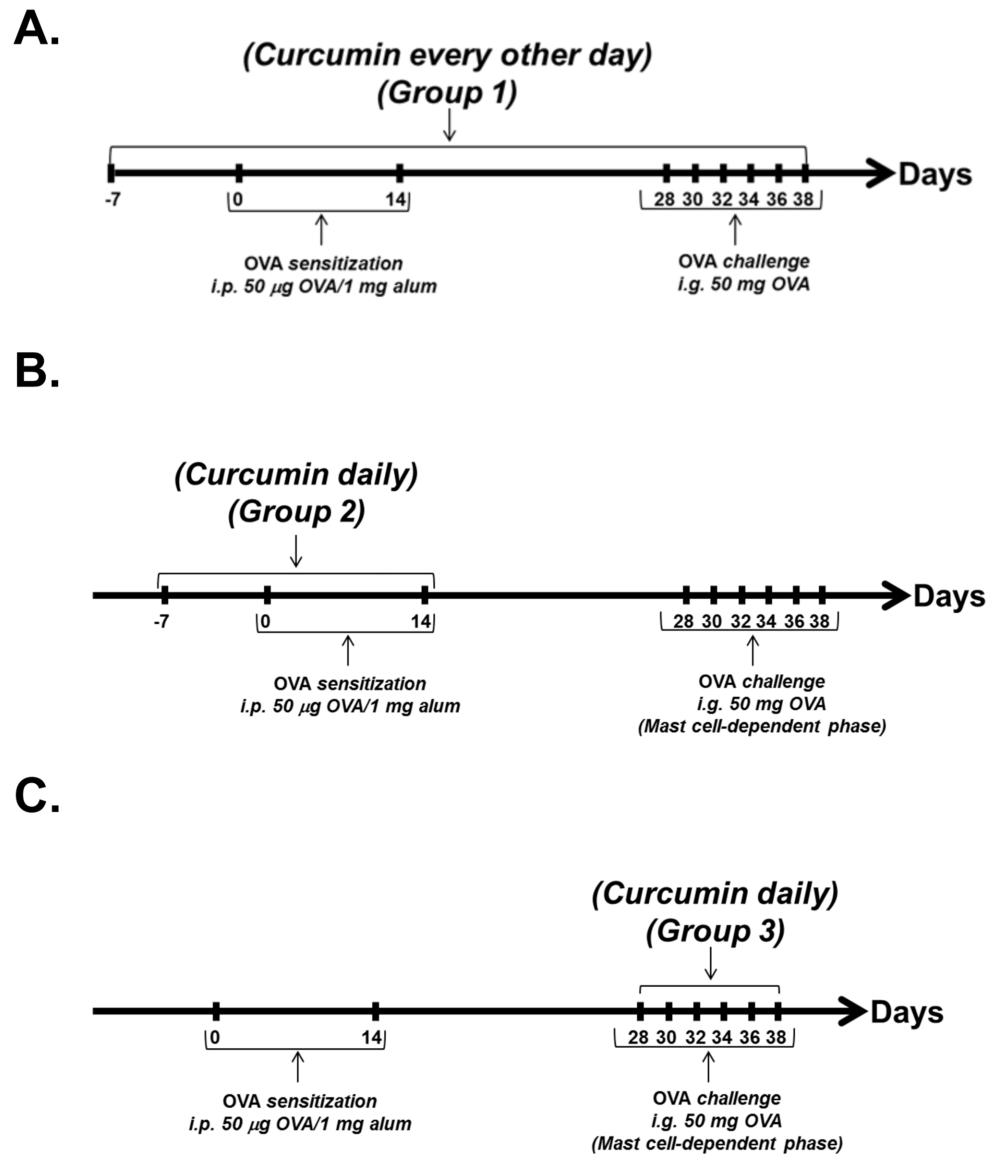 A.
(Curcumin every other day)
(Group 1)
Days
-7 0 14 28 30 32 34 36 38
OVA sensitization
i.p. 50 µg OVA/1 mg alum
OVA challenge
i.g. 50 mg OVA
B.
(Curcumin daily)
(Group 2)
Days
-7 0 14 28 30 32 34 36 38
OVA sensitization
i.p. 50 µg OVA/1 mg alum
OVA challenge
i.g. 50 mg OVA
(Mast cell-dependent phase)
C.
(Curcumin daily)
(Group 3)
Days
0 14 28 30 32 34 36 38
OVA sensitization
i.p. 50 µg OVA/1 mg alum
OVA challenge
i.g. 50 mg OVA
(Mast cell-dependent phase)